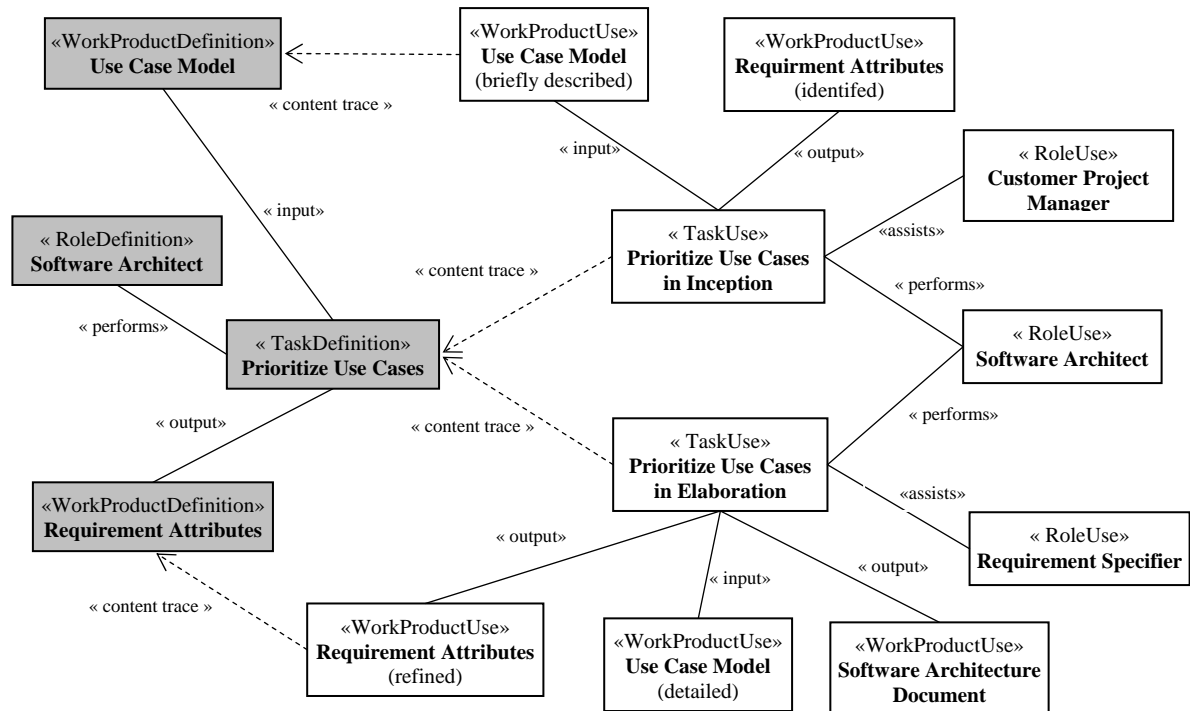 «WorkProductDefinition»
Use Case Model
«WorkProductUse»
Use Case Model
(briefly described)
«WorkProductUse»
Requirment Attributes
(identifed)
« content trace »
« input»
« output»
« RoleUse»
Customer Project
Manager
« input»
« RoleDefinition»
Software Architect
«assists»
« TaskUse»
Prioritize Use Cases
in Inception
« content trace »
« performs»
« performs»
« TaskDefinition»
Prioritize Use Cases
« RoleUse»
Software Architect
« content trace »
« performs»
« output»
« TaskUse»
Prioritize Use Cases
in Elaboration
«WorkProductDefinition»
Requirement Attributes
«assists»
« RoleUse»
Requirement Specifier
« output»
« input»
« output»
« content trace »
«WorkProductUse»
Requirement Attributes
(refined)
«WorkProductUse»
Use Case Model
(detailed)
«WorkProductUse»
Software Architecture
Document